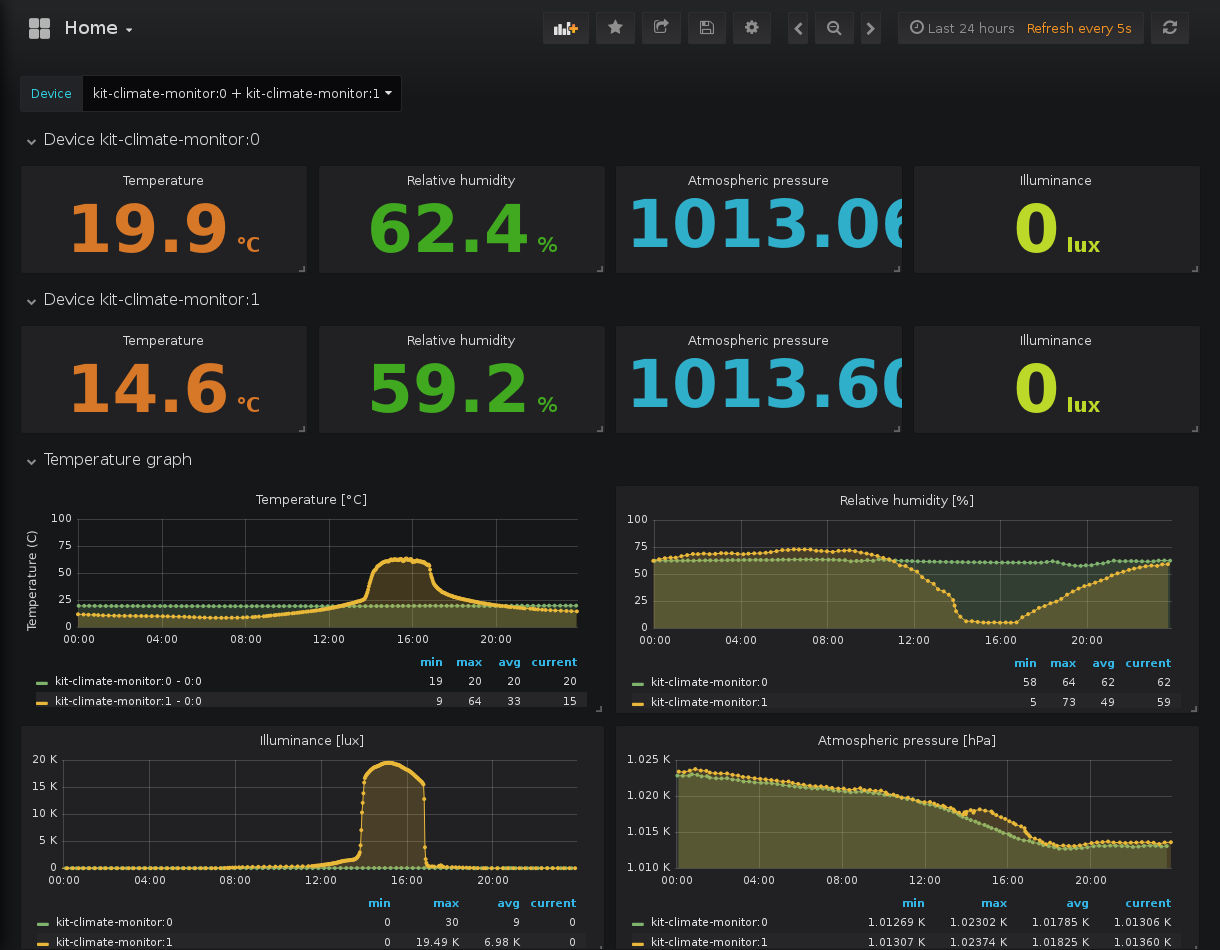 Home
Last 24 hours Refresh every 5s
Device kit-climate-monitor:0 + kit-climate-monitor:1
Device kit-climate-monitor:0
Temperature Relative humidity Atmospheric pressure Illuminance
19.9 °C 62.4 % 1013.06 0 lux
Device kit-climate-monitor:1
Temperature Relative humidity Atmospheric pressure Illuminance
14.6 °C 59.2 % 1013.60 0 lux
Temperature graph
Temperature [°C]
Temperature (C)
100
75
50
25
0
00:00 04:00 08:00 12:00 16:00 20:00
min max avg current
kit-climate-monitor:0 - 0:0 19 20 20 20
kit-climate-monitor:1 - 0:0 9 64 33 15
Relative humidity [%]
100
75
50
25
0
00:00 04:00 08:00 12:00 16:00 20:00
min max avg current
kit-climate-monitor:0 58 64 62 62
kit-climate-monitor:1 5 73 49 59
Illuminance [lux]
20 K
15 K
10 K
5 K
0
00:00 04:00 08:00 12:00 16:00 20:00
min max avg current
kit-climate-monitor:0 0 30 9 0
kit-climate-monitor:1 0 19.49 K 6.98 K 0
Atmospheric pressure [hPa]
1.025 K
1.020 K
1.015 K
1.010 K
00:00 04:00 08:00 12:00 16:00 20:00
min max avg current
kit-climate-monitor:0 1.01269 K 1.02302 K 1.01785 K 1.01306 K
kit-climate-monitor:1 1.01307 K 1.02374 K 1.01825 K 1.01360 K